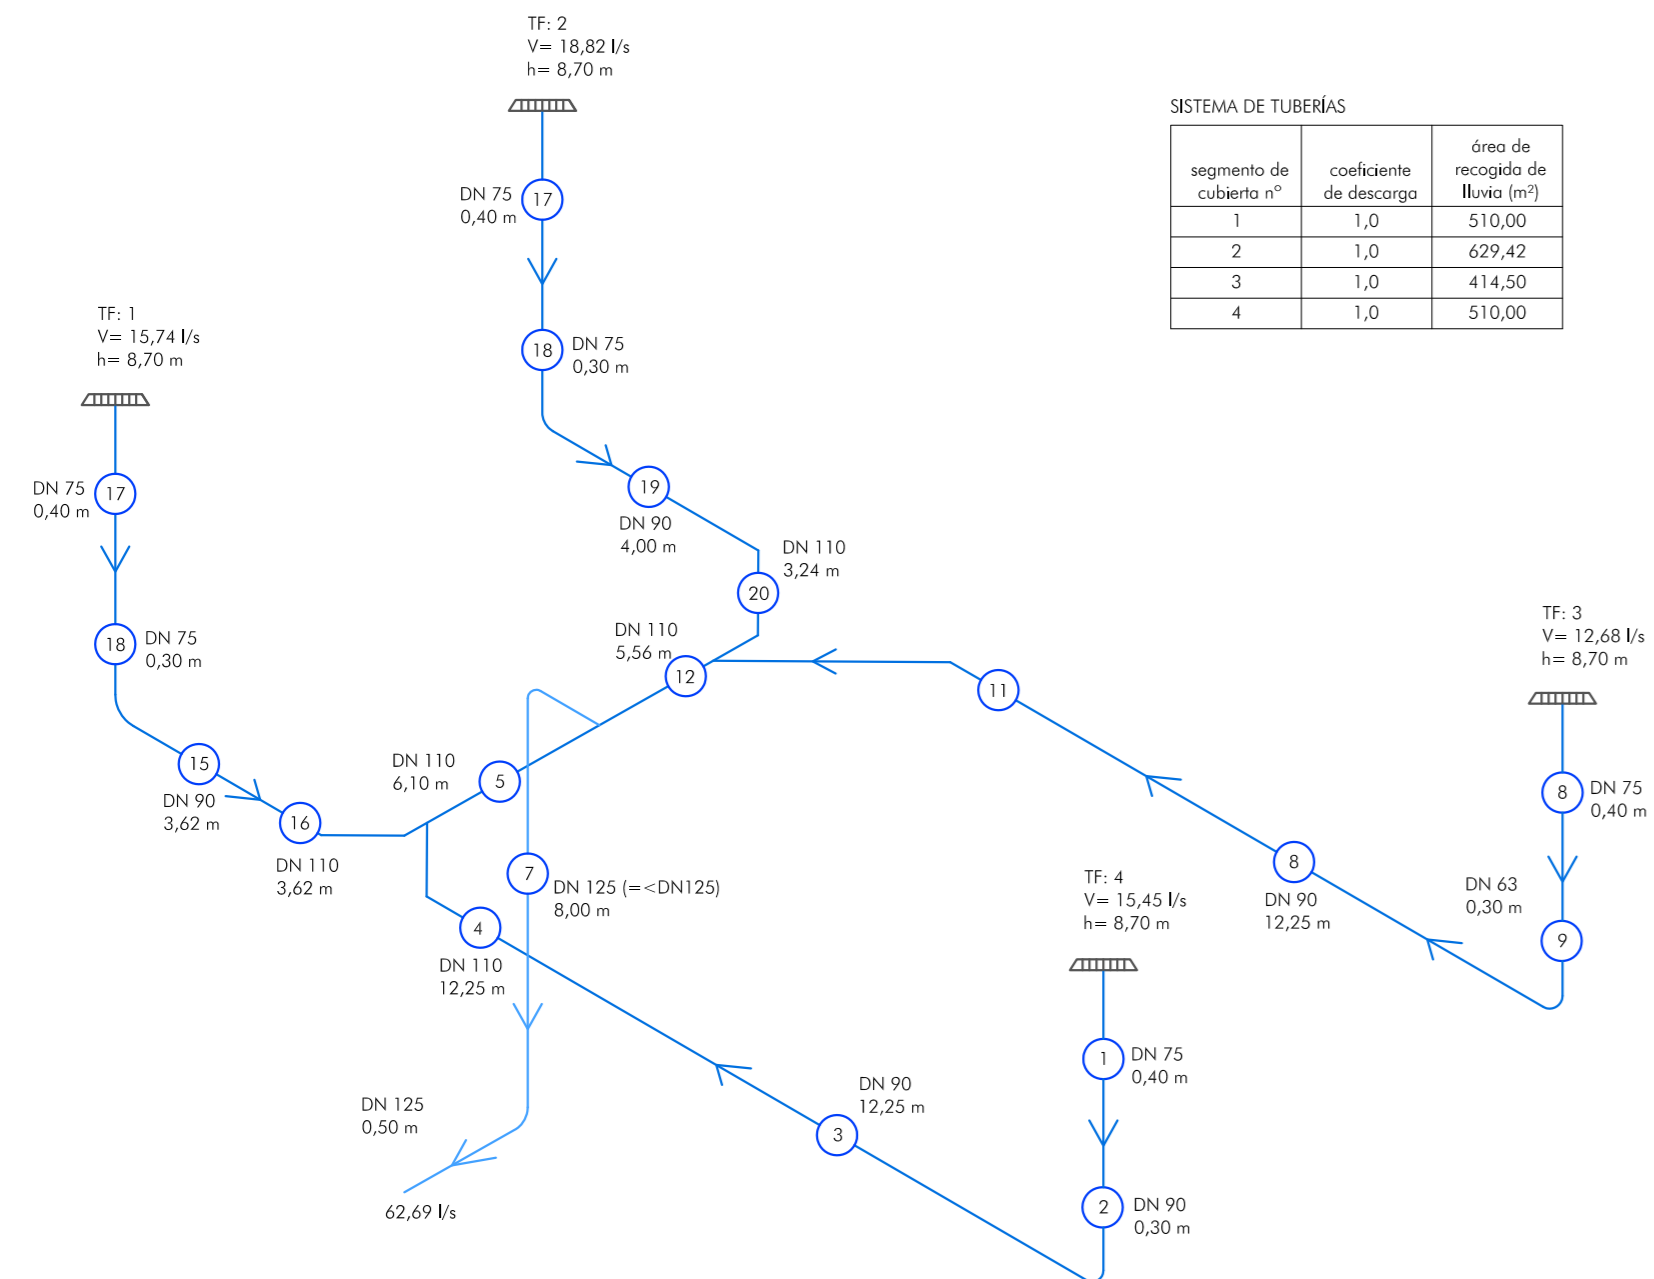 TF: 2
V= 18,82 l/s
h= 8,70 m
SISTEMA DE TUBERÍAS
segmento de cubierta nº
coeficiente de descarga
área de recogida de lluvia (m²)
1 1,0 510,00
2 1,0 629,42
3 1,0 414,50
4 1,0 510,00
DN 75
0,40 m
17
18
DN 75
0,30 m
TF: 1
V= 15,74 l/s
h= 8,70 m
DN 75
0,40 m
17
18
DN 75
0,30 m
19
DN 90
4,00 m
DN 110
3,24 m
20
DN 110
5,56 m
12
11
TF: 3
V= 12,68 l/s
h= 8,70 m
8
DN 75
0,40 m
15
DN 90
3,62 m
16
DN 110
3,62 m
DN 110
6,10 m
5
7
DN 125 (=<DN125)
8,00 m
8
DN 90
12,25 m
DN 63
0,30 m
9
4
DN 110
12,25 m
TF: 4
V= 15,45 l/s
h= 8,70 m
1
DN 75
0,40 m
DN 90
12,25 m
3
2
DN 90
0,30 m
DN 125
0,50 m
62,69 l/s